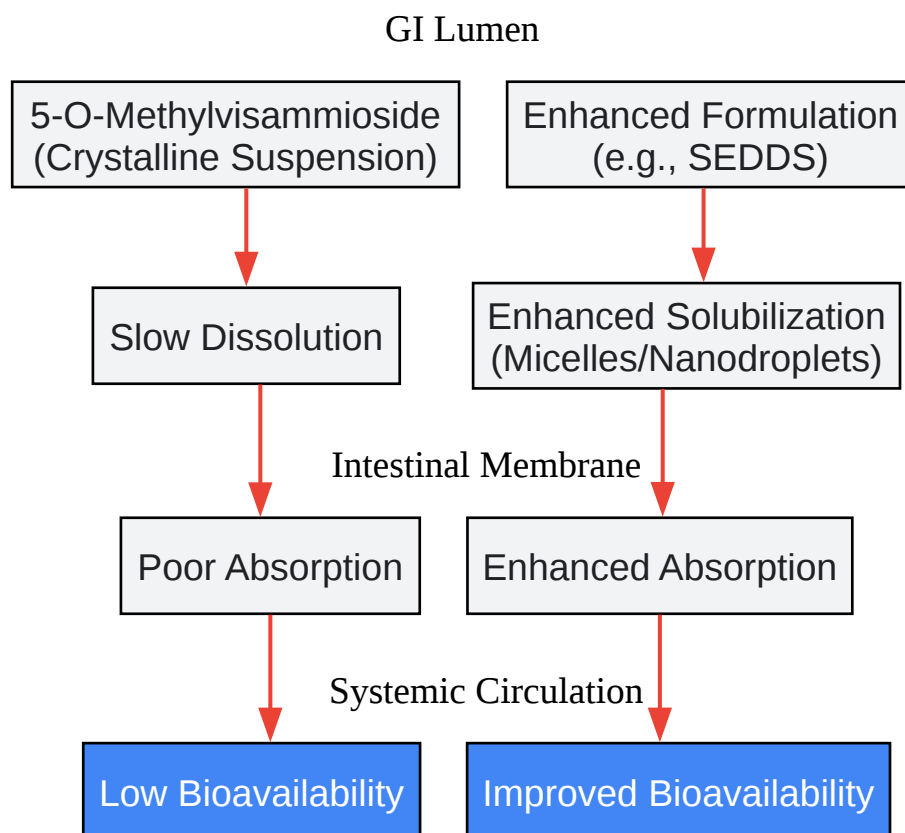 GI Lumen
5-O-Methylvisammioside
(Crystalline Suspension)
Enhanced Formulation
(e.g., SEDDS)
Slow Dissolution
Enhanced Solubilization
(Micelles/Nanodroplets)
Intestinal Membrane
Poor Absorption
Enhanced Absorption
Systemic Circulation
Low Bioavailability
Improved Bioavailability